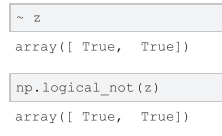 ~ z
array([ True,  True])
np.logical_not(z)
array([ True,  True])